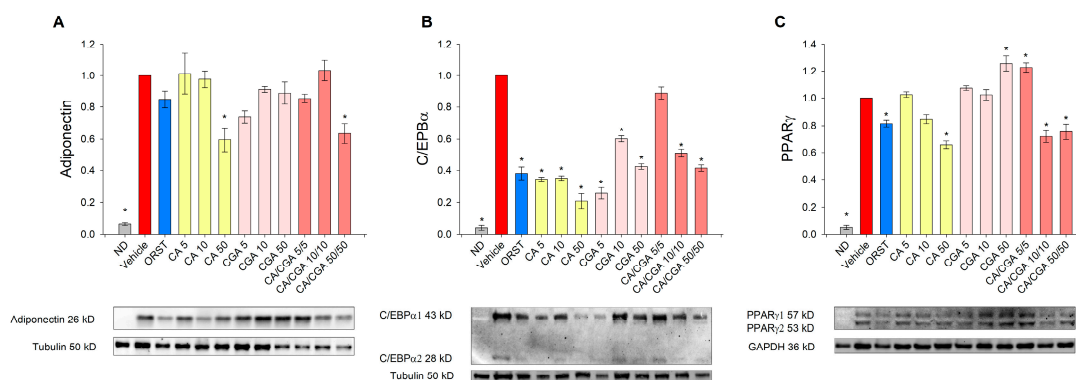 A
B
C
Adiponectin
1.2
1.0
0.8
0.6
0.4
0.2
0.0
*
*
*
ND
Vehicle
ORST
CA 5
CA 10
CA 50
CGA 5
CGA 10
CGA 50
CA/CGA 5/5
CA/CGA 10/10
CA/CGA 50/50
C/EPBα
1.2
1.0
0.8
0.6
0.4
0.2
0.0
*
*
*
*
*
*
*
*
*
*
ND
Vehicle
ORST
CA 5
CA 10
CA 50
CGA 5
CGA 10
CGA 50
CA/CGA 5/5
CA/CGA 10/10
CA/CGA 50/50
PPARγ
1.4
1.2
1.0
0.8
0.6
0.4
0.2
0.0
*
*
*
*
*
*
*
ND
Vehicle
ORST
CA 5
CA 10
CA 50
CGA 5
CGA 10
CGA 50
CA/CGA 5/5
CA/CGA 10/10
CA/CGA 50/50
Adiponectin 26 kD
Tubulin 50 kD
C/EBPα1 43 kD
C/EBPα2 28 kD
Tubulin 50 kD
PPARγ1 57 kD
PPARγ2 53 kD
GAPDH 36 kD